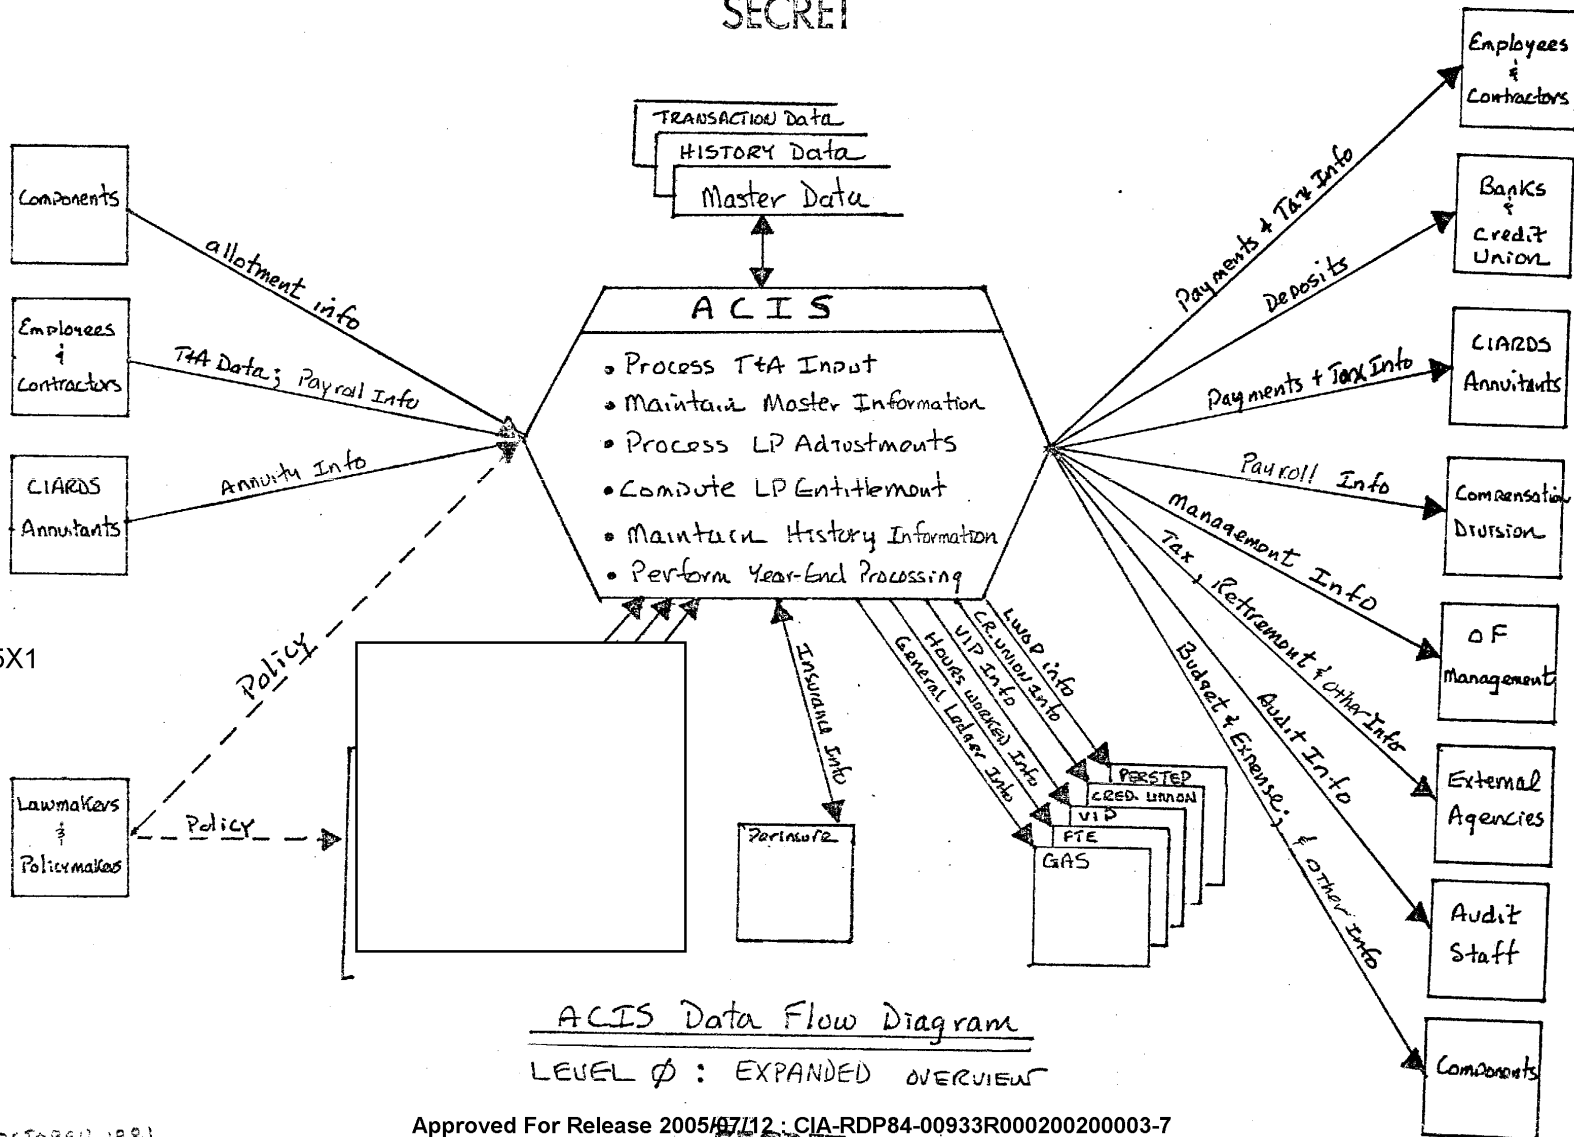 SECRET
TRANSACTION Data
HISTORY Data
Master Data
Components
allotment info
Employees
&
Contractors
T&A Data; Payroll Info
CIARDS
Annuitants
Annuity Info
Policy
Lawmakers
&
Policymakers
Policy
5X1
ACIS
• Process T&A Input
• Maintain Master Information
• Process LP Adjustments
• Compute LP Entitlement
• Maintain History Information
• Perform Year-End Processing
Insurance Info
Perinsure
General Ledger Info
Hours Worked Info
VIP Info
CR. UNION Info
LWOP info
PERSTEP
CRED. UNION
VIP
FTE
GAS
Payments & Tax Info
Employees
&
Contractors
Deposits
Banks
&
Credit
Union
Payments + Tax Info
CIARDS
Annuitants
Payroll Info
Compensation
Division
Management Info
OF
Management
Tax, Retirement & other Info
External
Agencies
Audit Info
Audit
Staff
Budget & Expense; & other Info
Components
ACIS Data Flow Diagram
LEVEL Ø : EXPANDED OVERVIEW
Approved For Release 2005/07/12 : CIA-RDP84-00933R000200200003-7